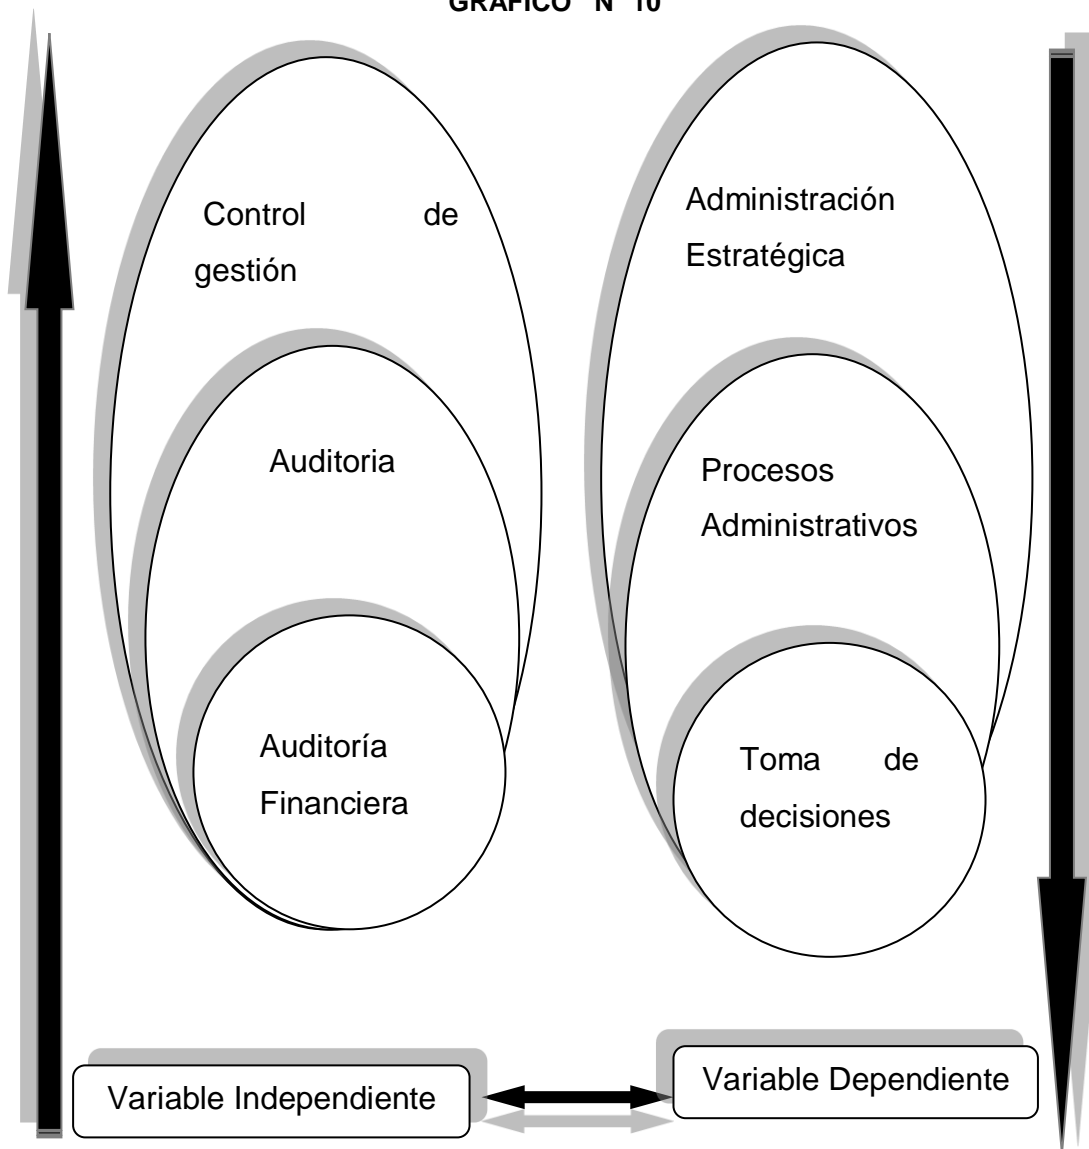 GRÁFICO N° 10
Control de
gestión
Auditoria
Auditoría
Financiera
Administración
Estratégica
Procesos
Administrativos
Toma de
decisiones
Variable Independiente
Variable Dependiente